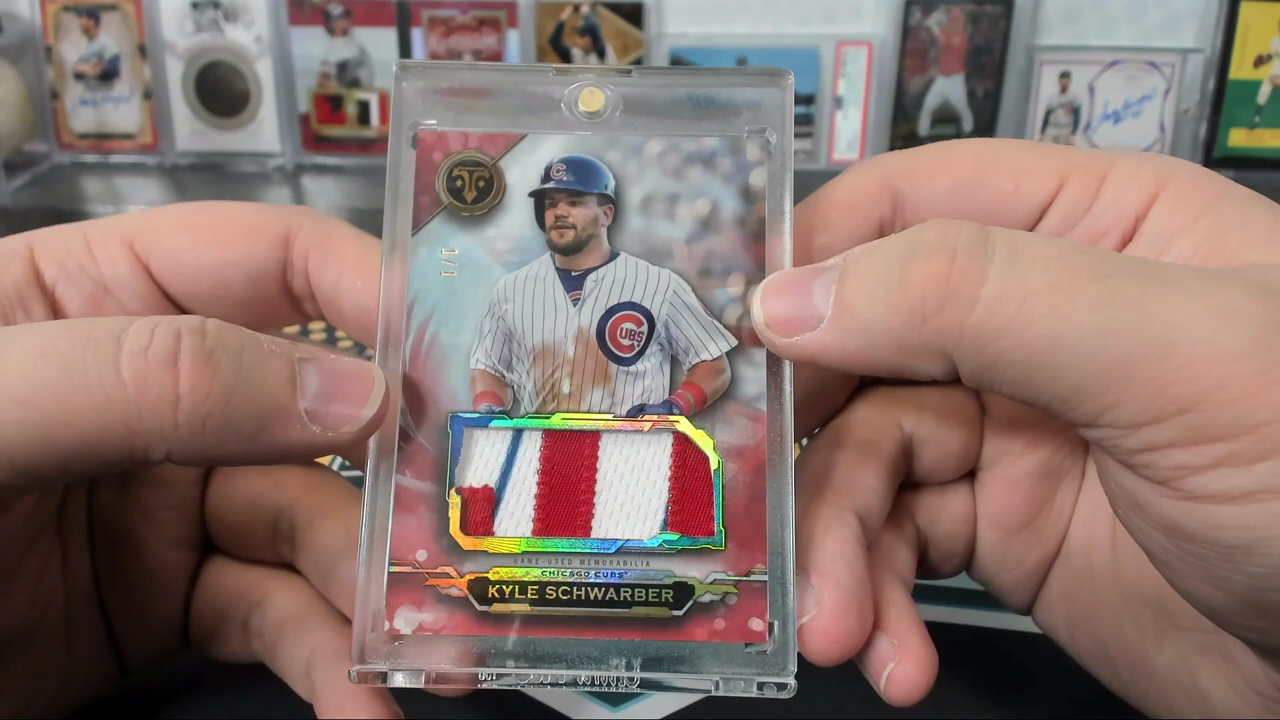 1/1
C
CUBS
GAME-USED MEMORABILIA
CHICAGO CUBS
KYLE SCHWARBER